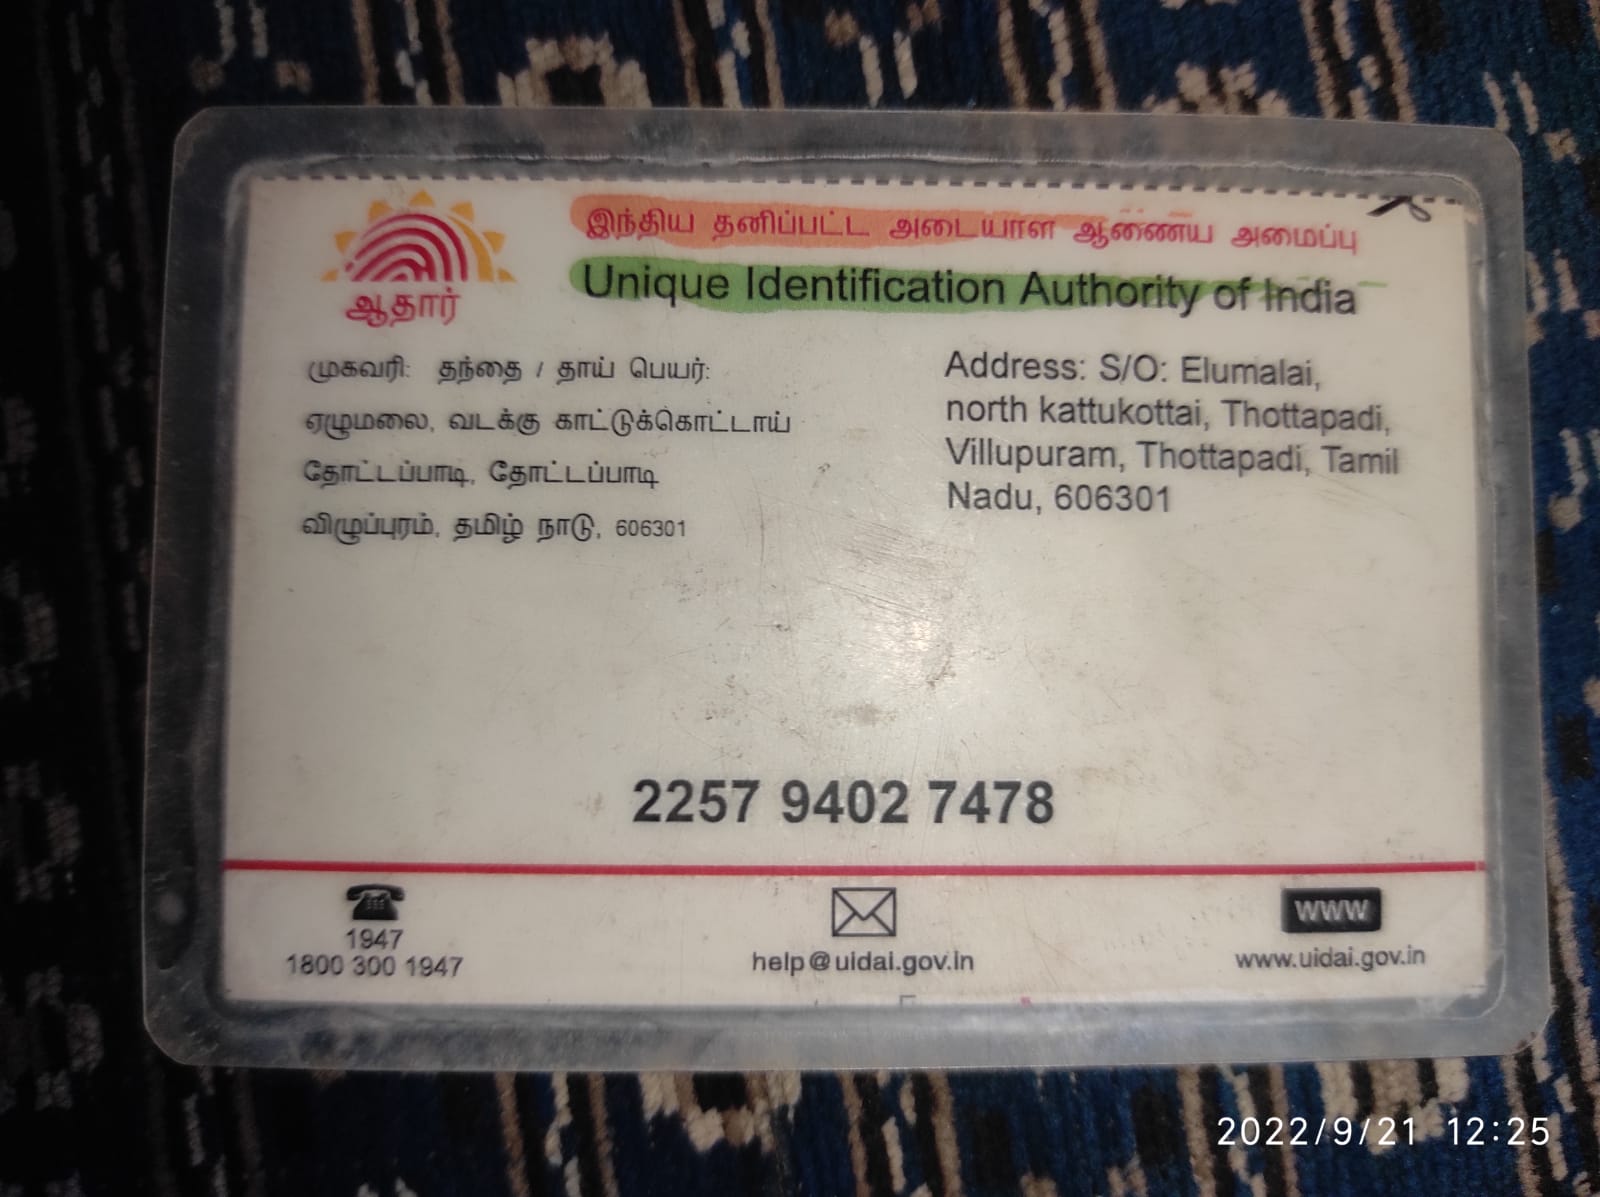 இந்திய தனிப்பட்ட அடையாள ஆணைய அமைப்பு
Unique Identification Authority of India
ஆதார்
முகவரி: தந்தை / தாய் பெயர்:
ஏழுமலை, வடக்கு காட்டுக்கொட்டாய்
தோட்டப்பாடி, தோட்டப்பாடி
விழுப்புரம், தமிழ் நாடு, 606301
Address: S/O: Elumalai,
north kattukottai, Thottapadi,
Villupuram, Thottapadi, Tamil
Nadu, 606301
2257 9402 7478
1947
1800 300 1947
help@uidai.gov.in
www
www.uidai.gov.in
2022/9/21 12:25